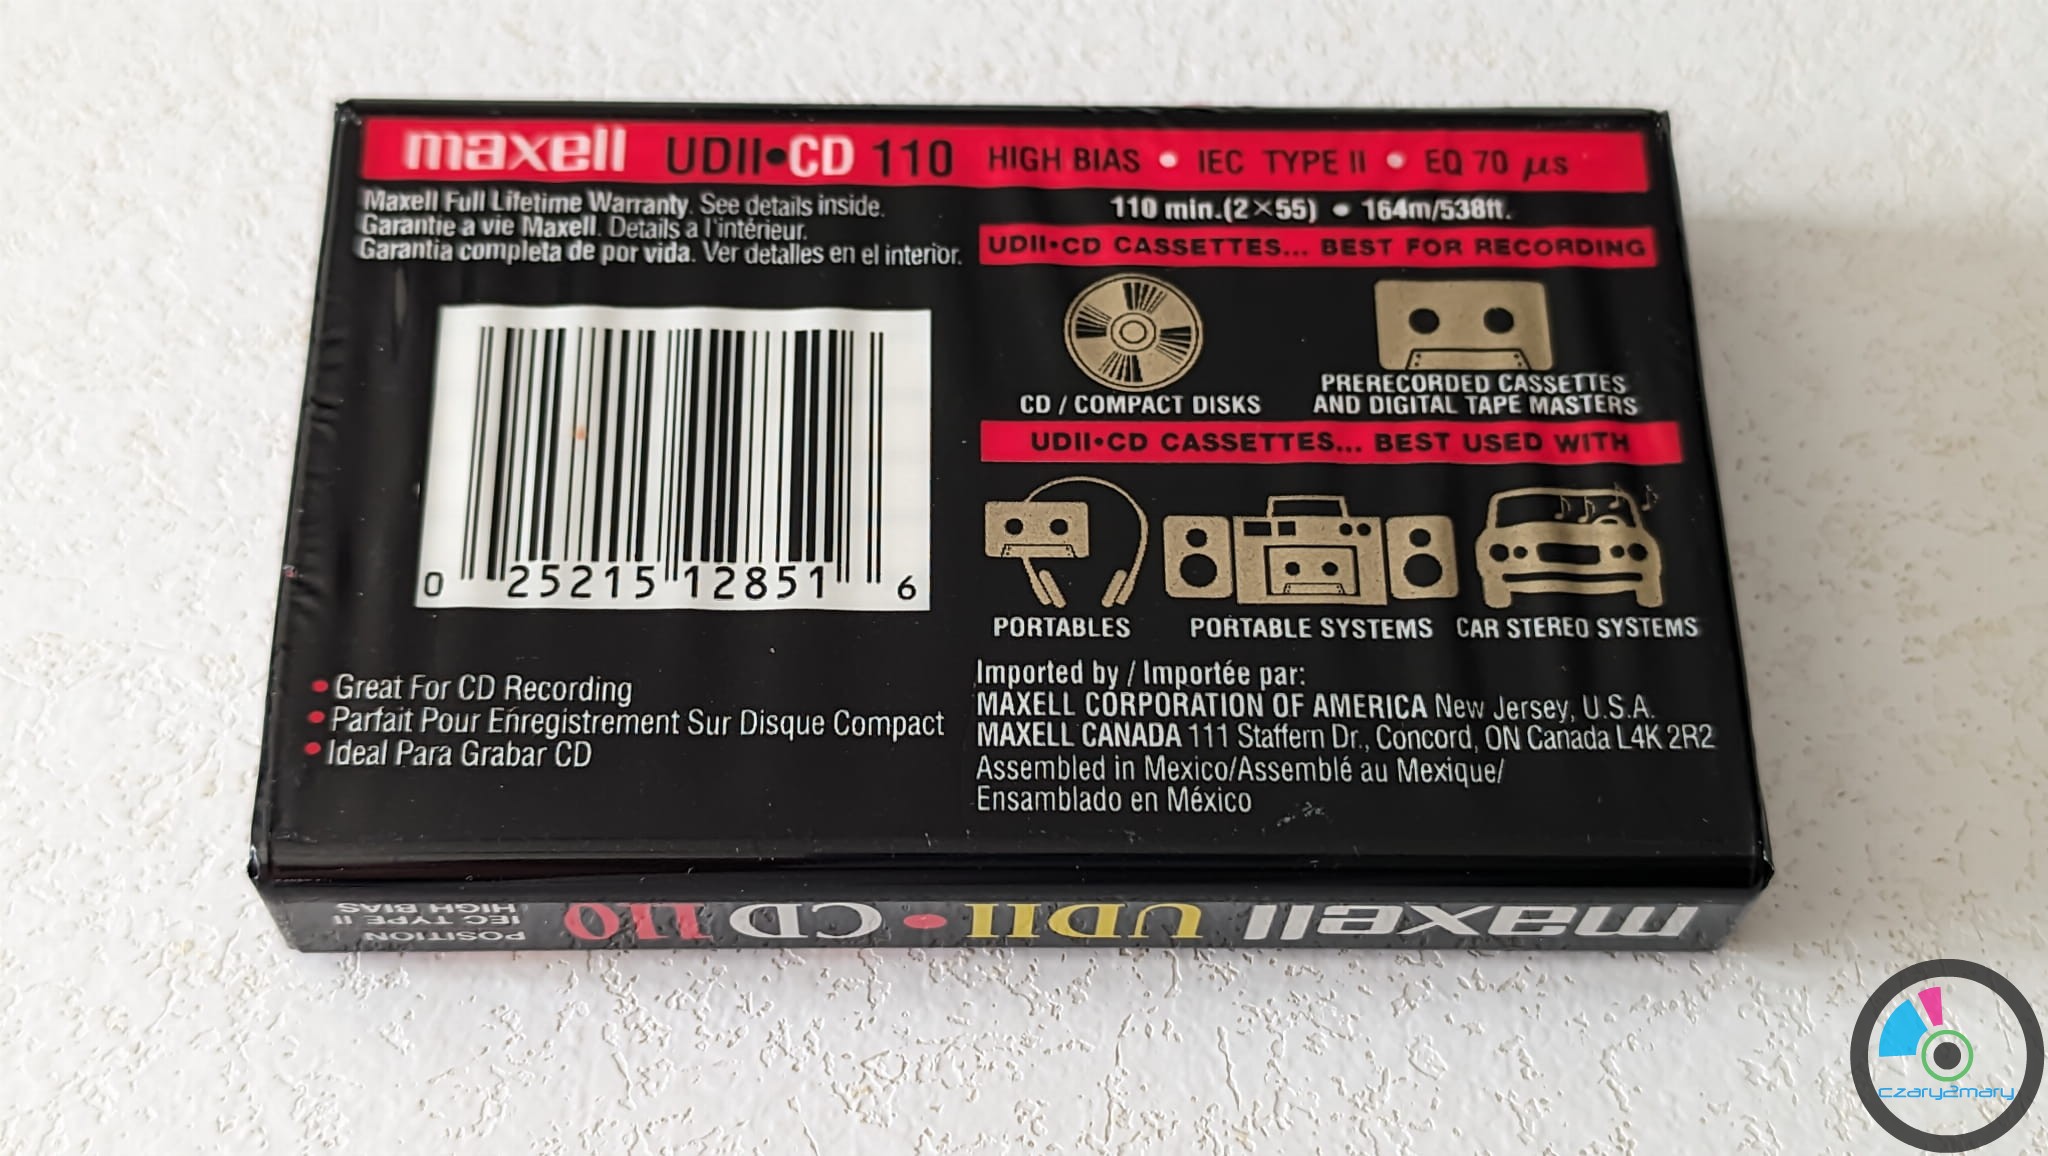 maxell UDII•CD 110 HIGH BIAS • IEC TYPE II • EQ 70 µs
Maxell Full Lifetime Warranty. See details inside.
Garantie a vie Maxell. Details a l'intérieur.
Garantia completa de por vida. Ver detalles en el interior.
110 min.(2×55) • 164m/538ft.
UDII•CD CASSETTES... BEST FOR RECORDING
CD / COMPACT DISKS
PRERECORDED CASSETTES
AND DIGITAL TAPE MASTERS
UDII•CD CASSETTES... BEST USED WITH
PORTABLES
PORTABLE SYSTEMS
CAR STEREO SYSTEMS
0 25215 12851 6
• Great For CD Recording
• Parfait Pour Enregistrement Sur Disque Compact
• Ideal Para Grabar CD
Imported by / Importée par:
MAXELL CORPORATION OF AMERICA New Jersey, U.S.A.
MAXELL CANADA 111 Staffern Dr., Concord, ON Canada L4K 2R2
Assembled in Mexico/Assemblé au Mexique/
Ensamblado en México
maxell UDII • CD 110
POSITION
IEC TYPE II
HIGH BIAS
czary2mary